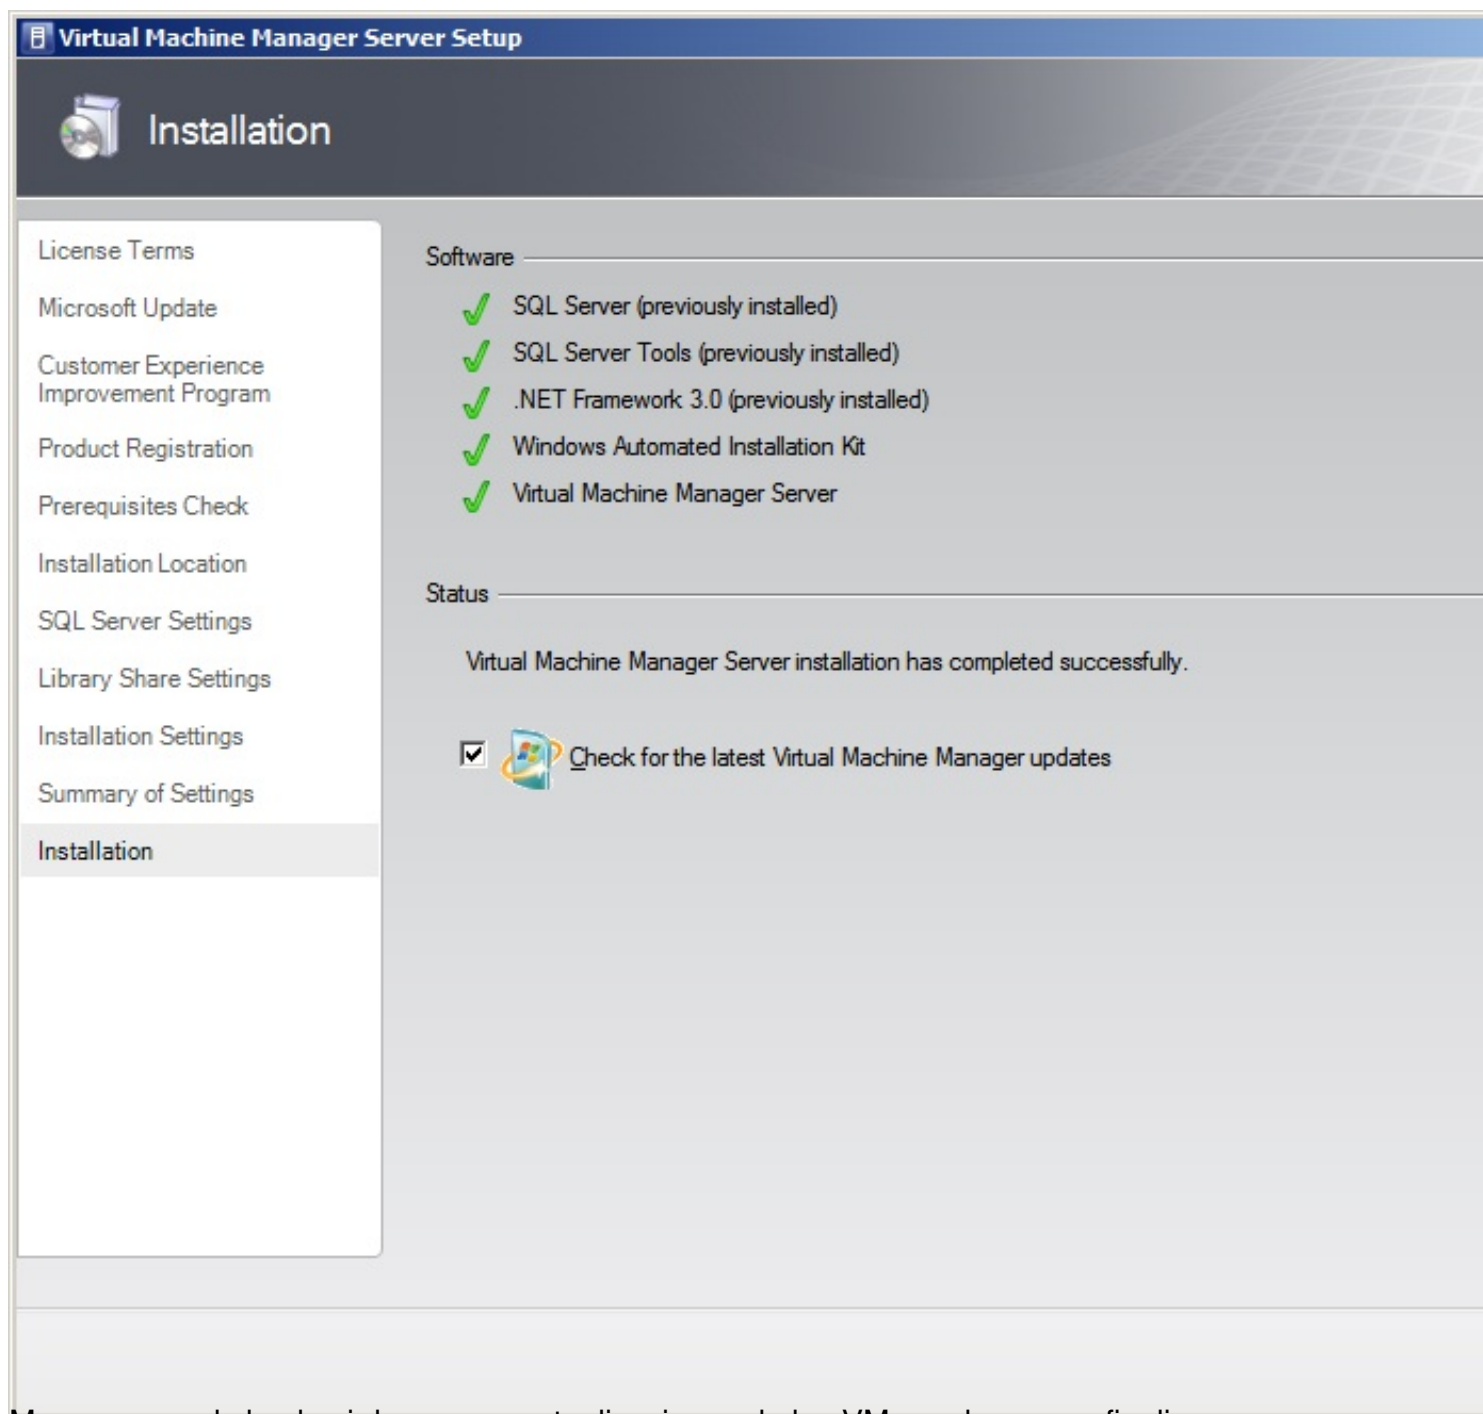 Virtual Machine Manager Server Setup
Installation
License Terms
Microsoft Update
Customer Experience
Improvement Program
Product Registration
Prerequisites Check
Installation Location
SQL Server Settings
Library Share Settings
Installation Settings
Summary of Settings
Installation
Software
SQL Server (previously installed)
SQL Server Tools (previously installed)
.NET Framework 3.0 (previously installed)
Windows Automated Installation Kit
Virtual Machine Manager Server
Status
Virtual Machine Manager Server installation has completed successfully.
Check for the latest Virtual Machine Manager updates